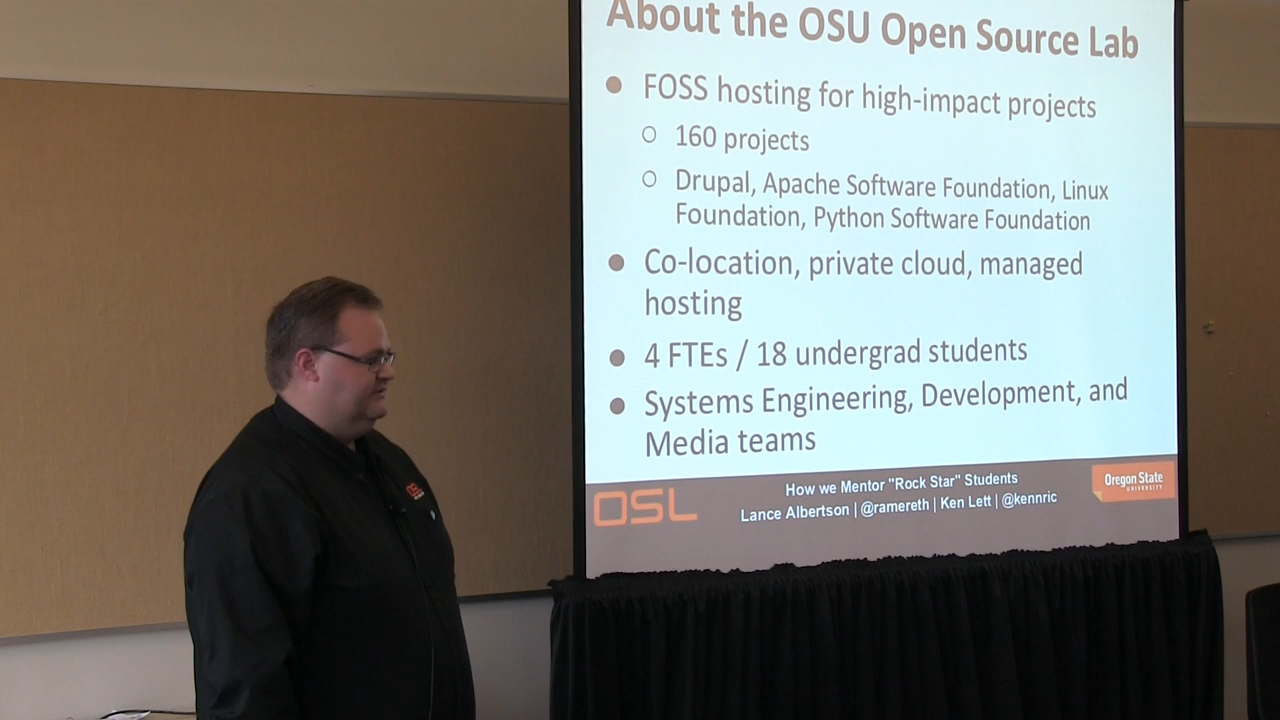 About the OSU Open Source Lab
FOSS hosting for high-impact projects
160 projects
Drupal, Apache Software Foundation, Linux
Foundation, Python Software Foundation
Co-location, private cloud, managed
hosting
4 FTEs / 18 undergrad students
Systems Engineering, Development, and
Media teams
OSL
How we Mentor "Rock Star" Students
Lance Albertson | @ramereth | Ken Lett | @kennric
Oregon State
UNIVERSITY
OSL